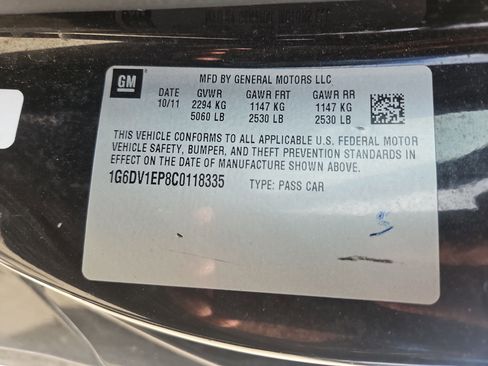 GM
MFD BY GENERAL MOTORS LLC
DATE GVWR GAWR FRT GAWR RR
10/11 2294 KG 1147 KG 1147 KG
5060 LB 2530 LB 2530 LB
THIS VEHICLE CONFORMS TO ALL APPLICABLE U.S. FEDERAL MOTOR
VEHICLE SAFETY, BUMPER, AND THEFT PREVENTION STANDARDS IN
EFFECT ON THE DATE OF MANUFACTURE SHOWN ABOVE.
1G6DV1EP8C0118335 TYPE: PASS CAR